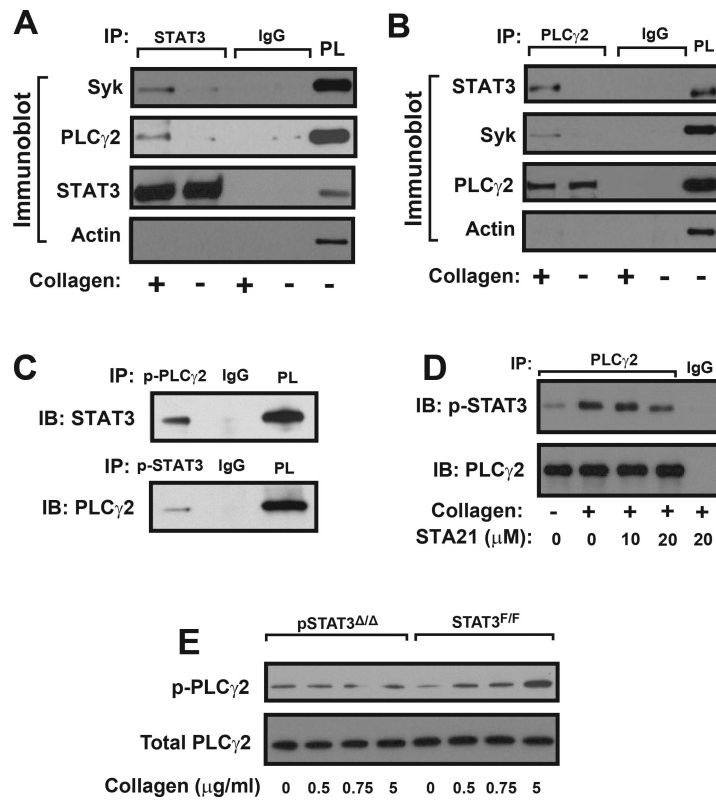 A
IP: STAT3 IgG PL
Immunoblot
Syk
PLCγ2
STAT3
Actin
Collagen: + - + - -
B
IP: PLCγ2 IgG PL
Immunoblot
STAT3
Syk
PLCγ2
Actin
Collagen: + - + - -
C
IP: p-PLCγ2 IgG PL
IB: STAT3
IP: p-STAT3 IgG PL
IB: PLCγ2
D
IP: PLCγ2 IgG
IB: p-STAT3
IB: PLCγ2
Collagen: - + + + +
STA21 (μM): 0 0 10 20 20
E
pSTAT3Δ/Δ STAT3F/F
p-PLCγ2
Total PLCγ2
Collagen (μg/ml) 0 0.5 0.75 5 0 0.5 0.75 5